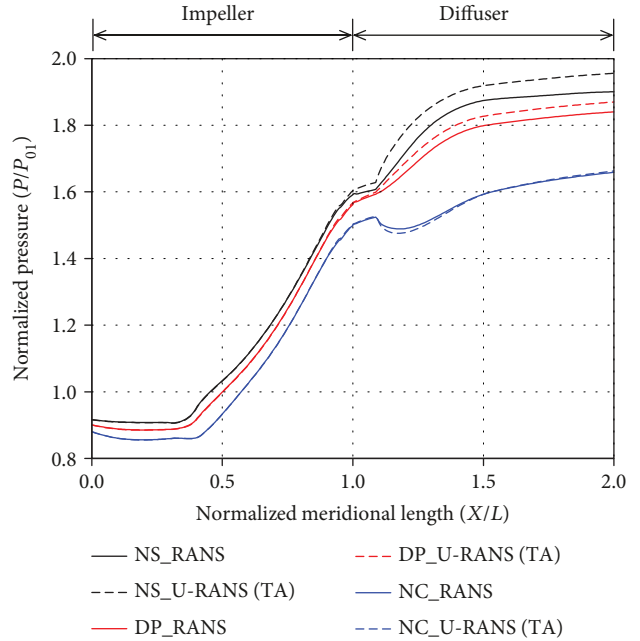 Impeller Diffuser
2.0
1.8
1.6
1.4
1.2
1.0
0.8
Normalized pressure (P/P01)
0.0 0.5 1.0 1.5 2.0
Normalized meridional length (X/L)
NS_RANS DP_U-RANS (TA)
NS_U-RANS (TA) NC_RANS
DP_RANS NC_U-RANS (TA)